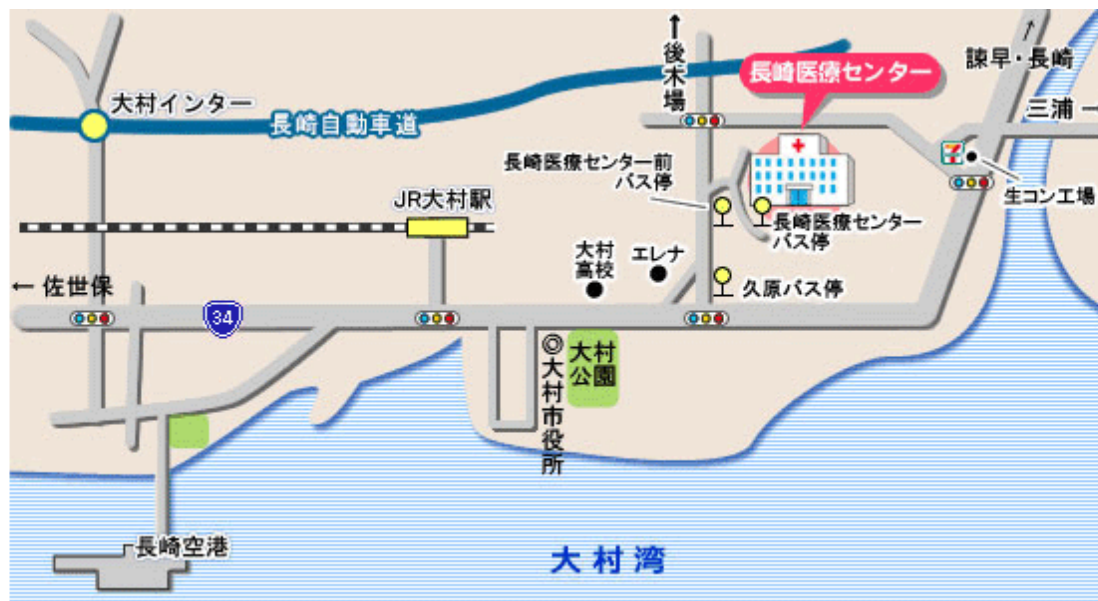 ↑後木場
長崎医療センター
諫早・長崎
大村インター
三浦
長崎自動車道
長崎医療センター前
バス停
JR大村駅
生コン工場
長崎医療センター
バス停
大村
高校
エレナ
← 佐世保
久原バス停
34
◎大村市役所
大村
公園
長崎空港
大村湾
7